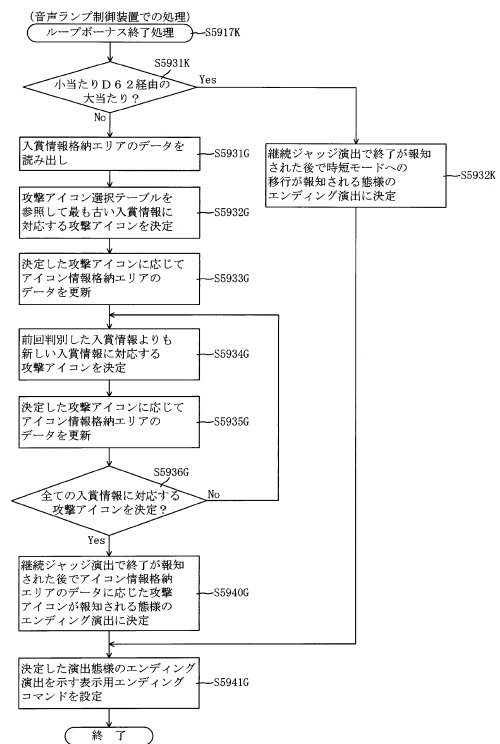 (音声ランプ制御装置での処理)
ループボーナス終了処理
S5917K
S5931K
小当たりD62経由の
大当たり?
Yes
No
入賞情報格納エリアのデータを
読み出し
S5931G
継続ジャッジ演出で終了が報知
された後で時短モードへの
移行が報知される態様の
エンディング演出に決定
S5932K
攻撃アイコン選択テーブルを
参照して最も古い入賞情報に
対応する攻撃アイコンを決定
S5932G
決定した攻撃アイコンに応じて
アイコン情報格納エリアの
データを更新
S5933G
前回判別した入賞情報よりも
新しい入賞情報に対応する
攻撃アイコンを決定
S5934G
決定した攻撃アイコンに応じて
アイコン情報格納エリアの
データを更新
S5935G
S5936G
全ての入賞情報に対応する
攻撃アイコンを決定?
No
Yes
継続ジャッジ演出で終了が報知
された後でアイコン情報格納
エリアのデータに応じた攻撃
アイコンが報知される態様の
エンディング演出に決定
S5940G
決定した演出態様のエンディング
演出を示す表示用エンディング
コマンドを設定
S5941G
終 了